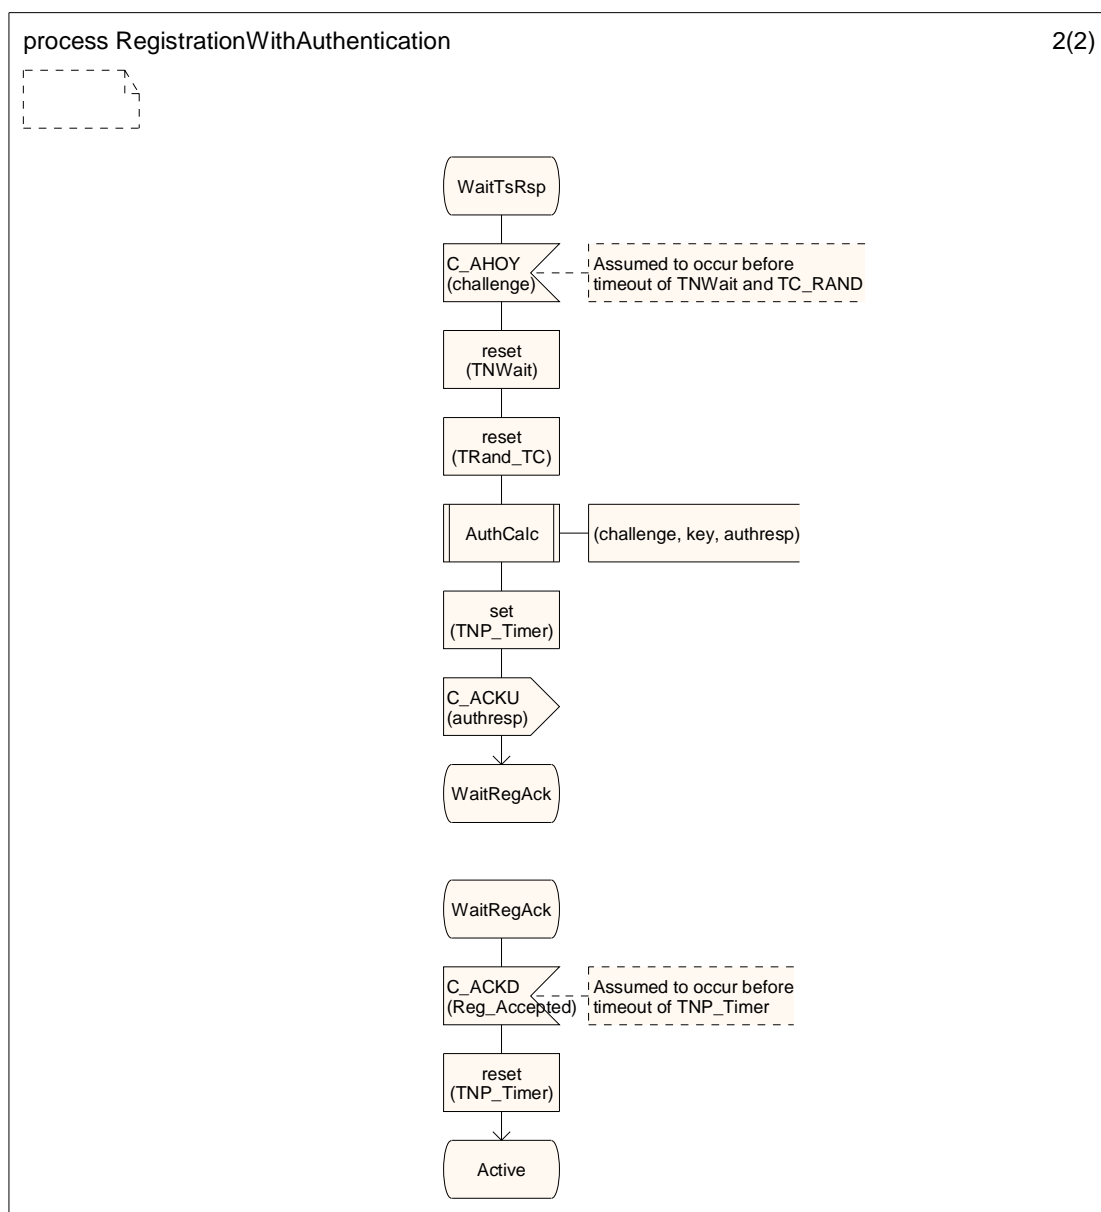 process RegistrationWithAuthentication
2(2)
WaitTsRsp
C_AHOY
(challenge)
Assumed to occur before
timeout of TNWait and TC_RAND
reset
(TNWait)
reset
(TRand_TC)
AuthCalc
(challenge, key, authresp)
set
(TNP_Timer)
C_ACKU
(authresp)
WaitRegAck
WaitRegAck
C_ACKD
(Reg_Accepted)
Assumed to occur before
timeout of TNP_Timer
reset
(TNP_Timer)
Active